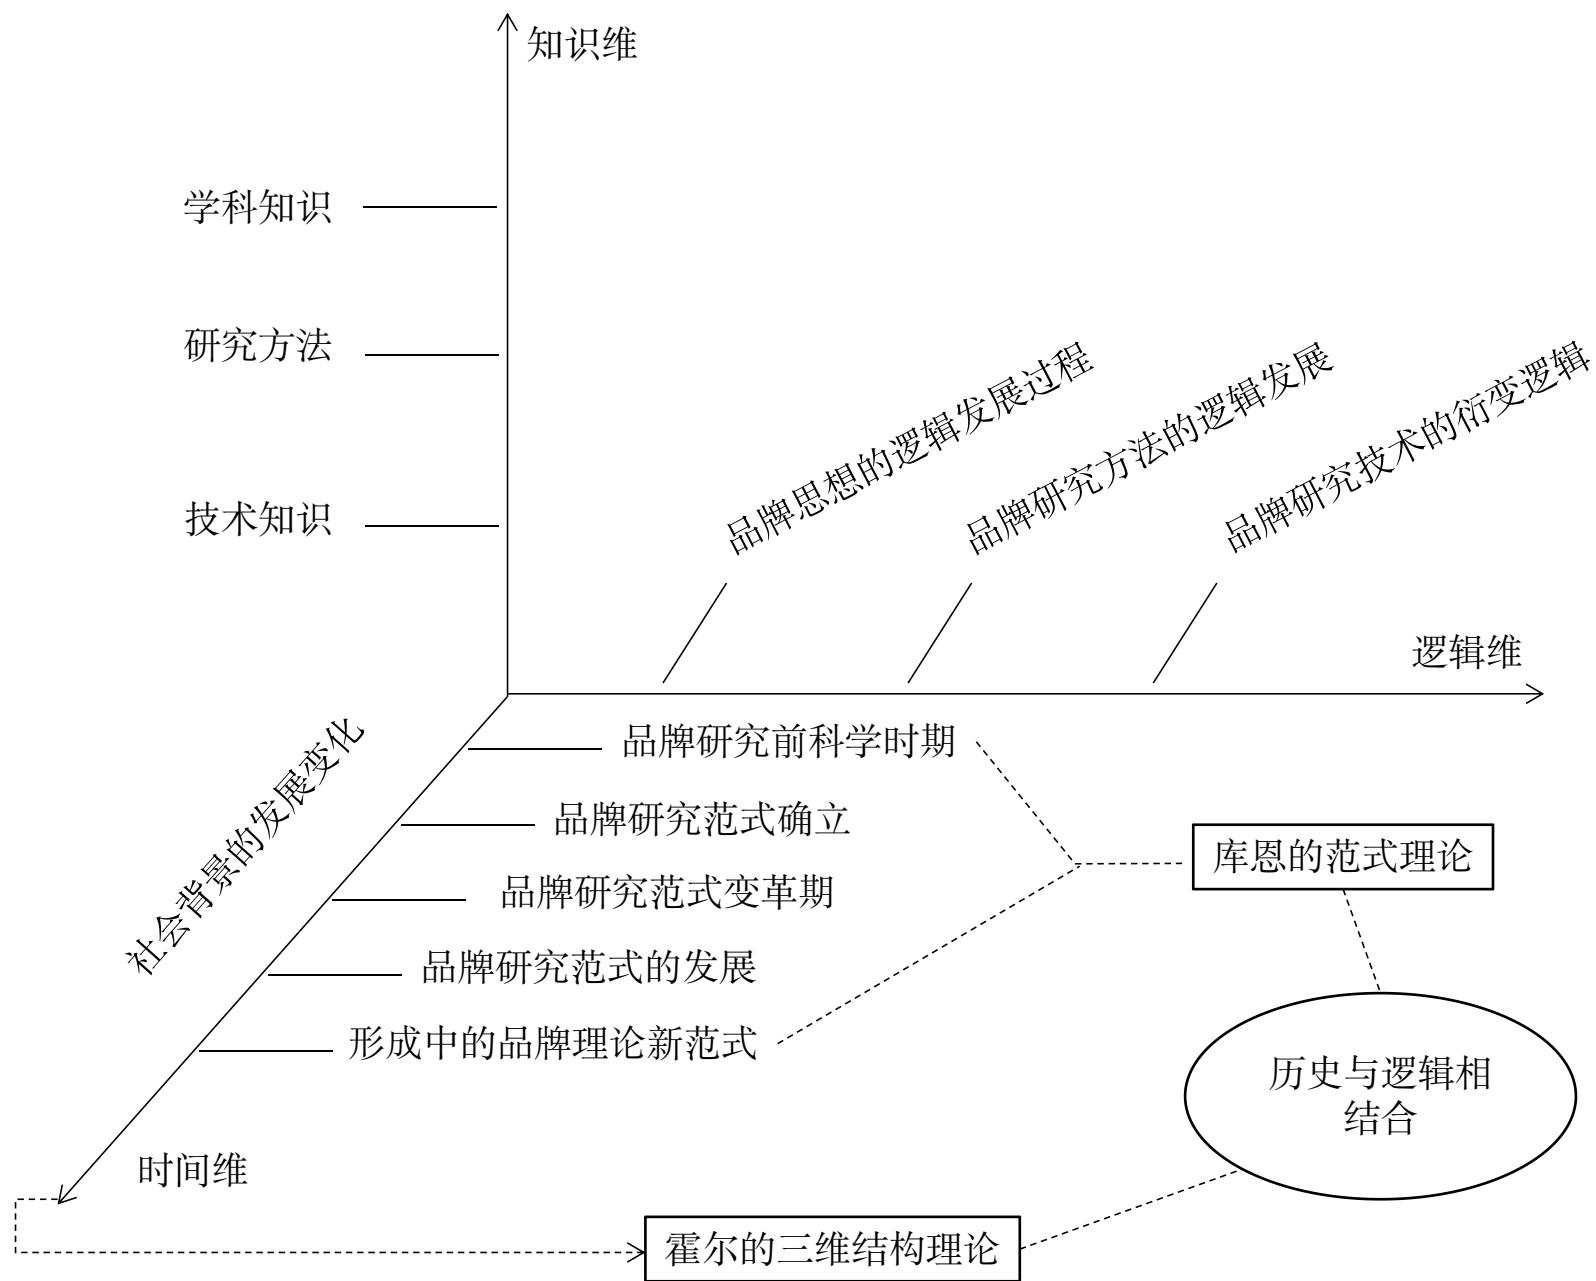 知识维
学科知识
研究方法
技术知识
品牌思想的逻辑发展过程
品牌研究方法的逻辑发展
品牌研究技术的衍变逻辑
逻辑维
社会背景的发展变化
品牌研究前科学时期
品牌研究范式确立
品牌研究范式变革期
品牌研究范式的发展
形成中的品牌理论新范式
时间维
库恩的范式理论
历史与逻辑相
结合
霍尔的三维结构理论